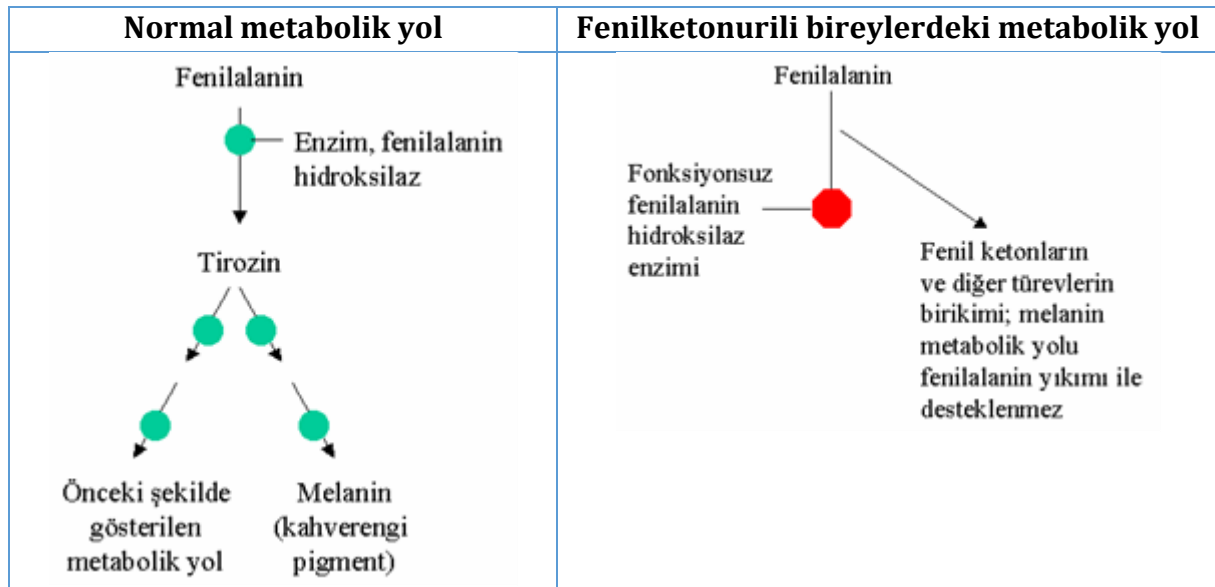 Normal metabolik yol
Fenilalanin
Enzim, fenilalanin
hidroksilaz
Tirozin
Önceki şekilde
gösterilen
metabolik yol
Melanin
(kahverengi
pigment)
Fenilketonurili bireylerdeki metabolik yol
Fenilalanin
Fonksiyonsuz
fenilalanin
hidroksilaz
enzimi
Fenil ketonların
ve diğer türevlerin
birikimi; melanin
metabolik yolu
fenilalanin yıkımı ile
desteklenmez